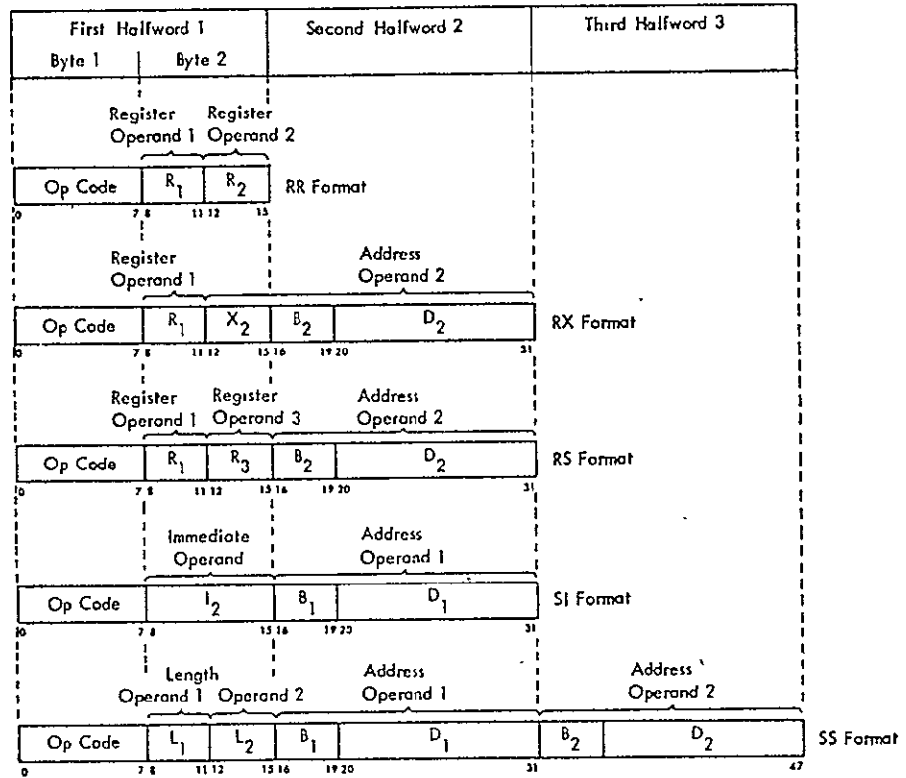 First Halfword 1 Second Halfword 2 Third Halfword 3
Byte 1 Byte 2
Register Register
Operand 1 Operand 2
Op Code R1 R2 RR Format
0 7 8 11 12 15
Register Address
Operand 1 Operand 2
Op Code R1 X2 B2 D2 RX Format
0 7 8 11 12 15 16 19 20 31
Register Register Address
Operand 1 Operand 3 Operand 2
Op Code R1 R3 B2 D2 RS Format
0 7 8 11 12 15 16 19 20 31
Immediate Address
Operand Operand 1
Op Code I2 B1 D1 SI Format
0 7 8 15 16 19 20 31
Length Address Address
Operand 1 Operand 2 Operand 1 Operand 2
Op Code L1 L2 B1 D1 B2 D2 SS Format
0 7 8 11 12 15 16 19 20 31 47